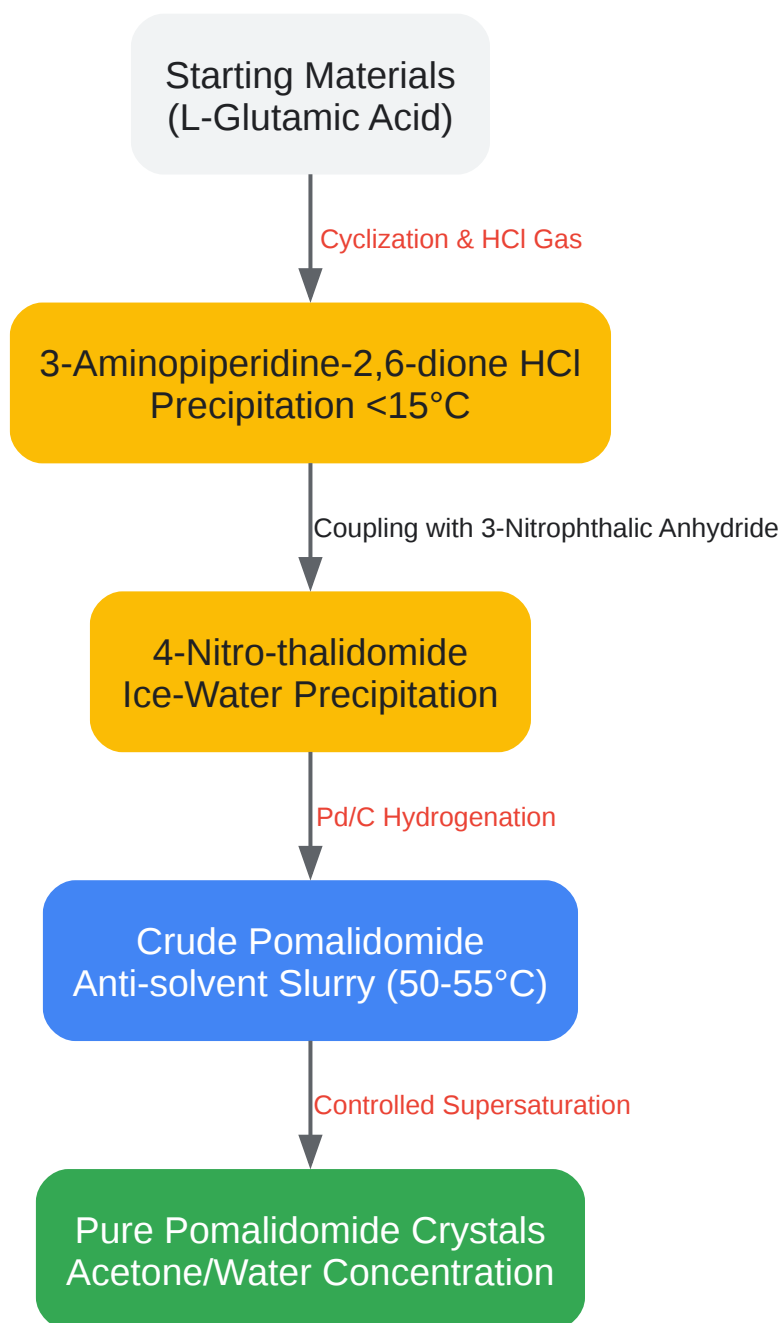 Starting Materials
(L-Glutamic Acid)
Cyclization & HCl Gas
3-Aminopiperidine-2,6-dione HCl
Precipitation <15°C
Coupling with 3-Nitrophthalic Anhydride
4-Nitro-thalidomide
Ice-Water Precipitation
Pd/C Hydrogenation
Crude Pomalidomide
Anti-solvent Slurry (50-55°C)
Controlled Supersaturation
Pure Pomalidomide Crystals
Acetone/Water Concentration